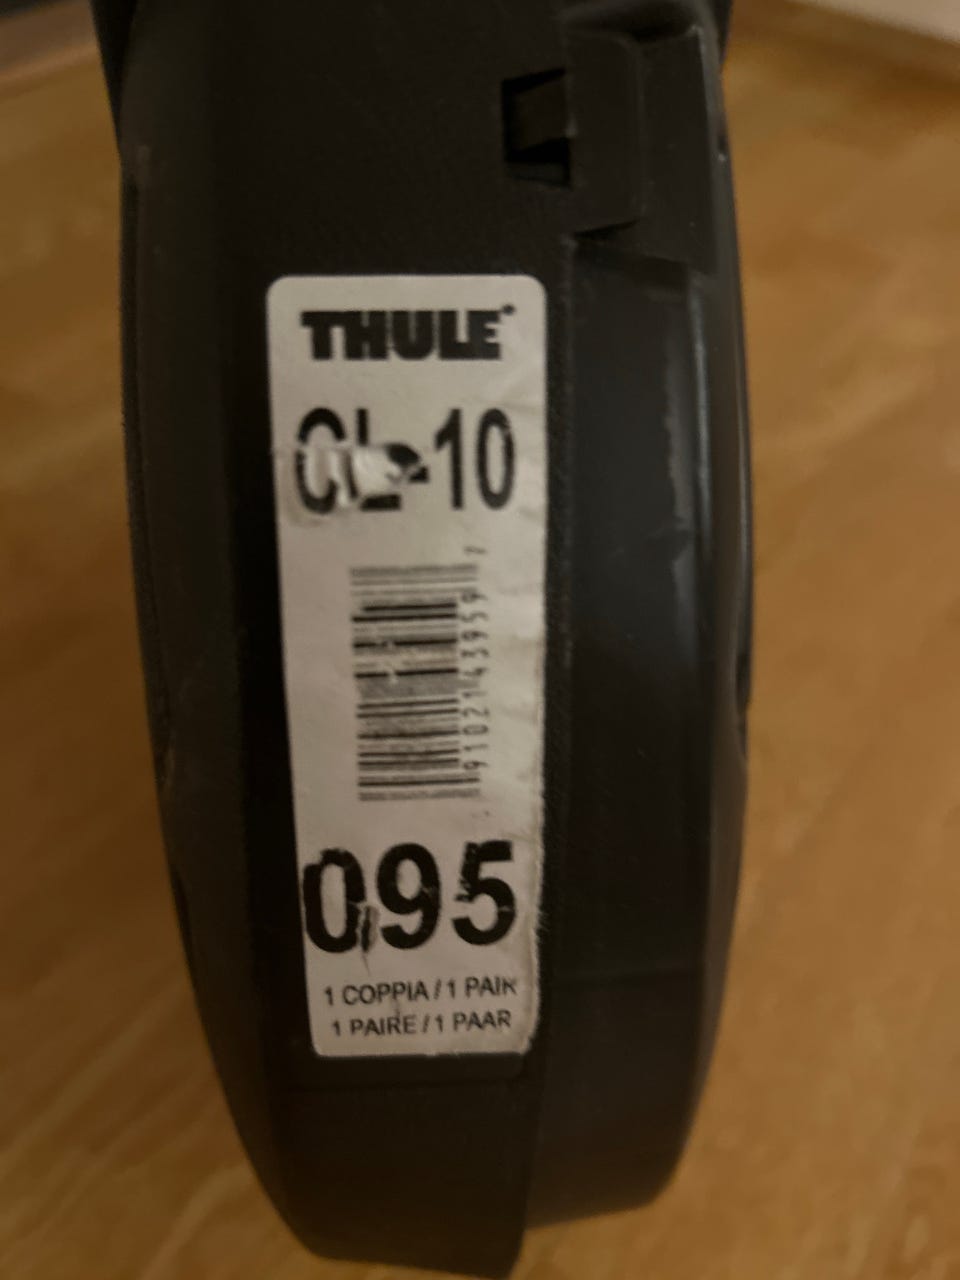 THULE
CL-10
095
1 COPPIA / 1 PAIR
1 PAIRE / 1 PAAR